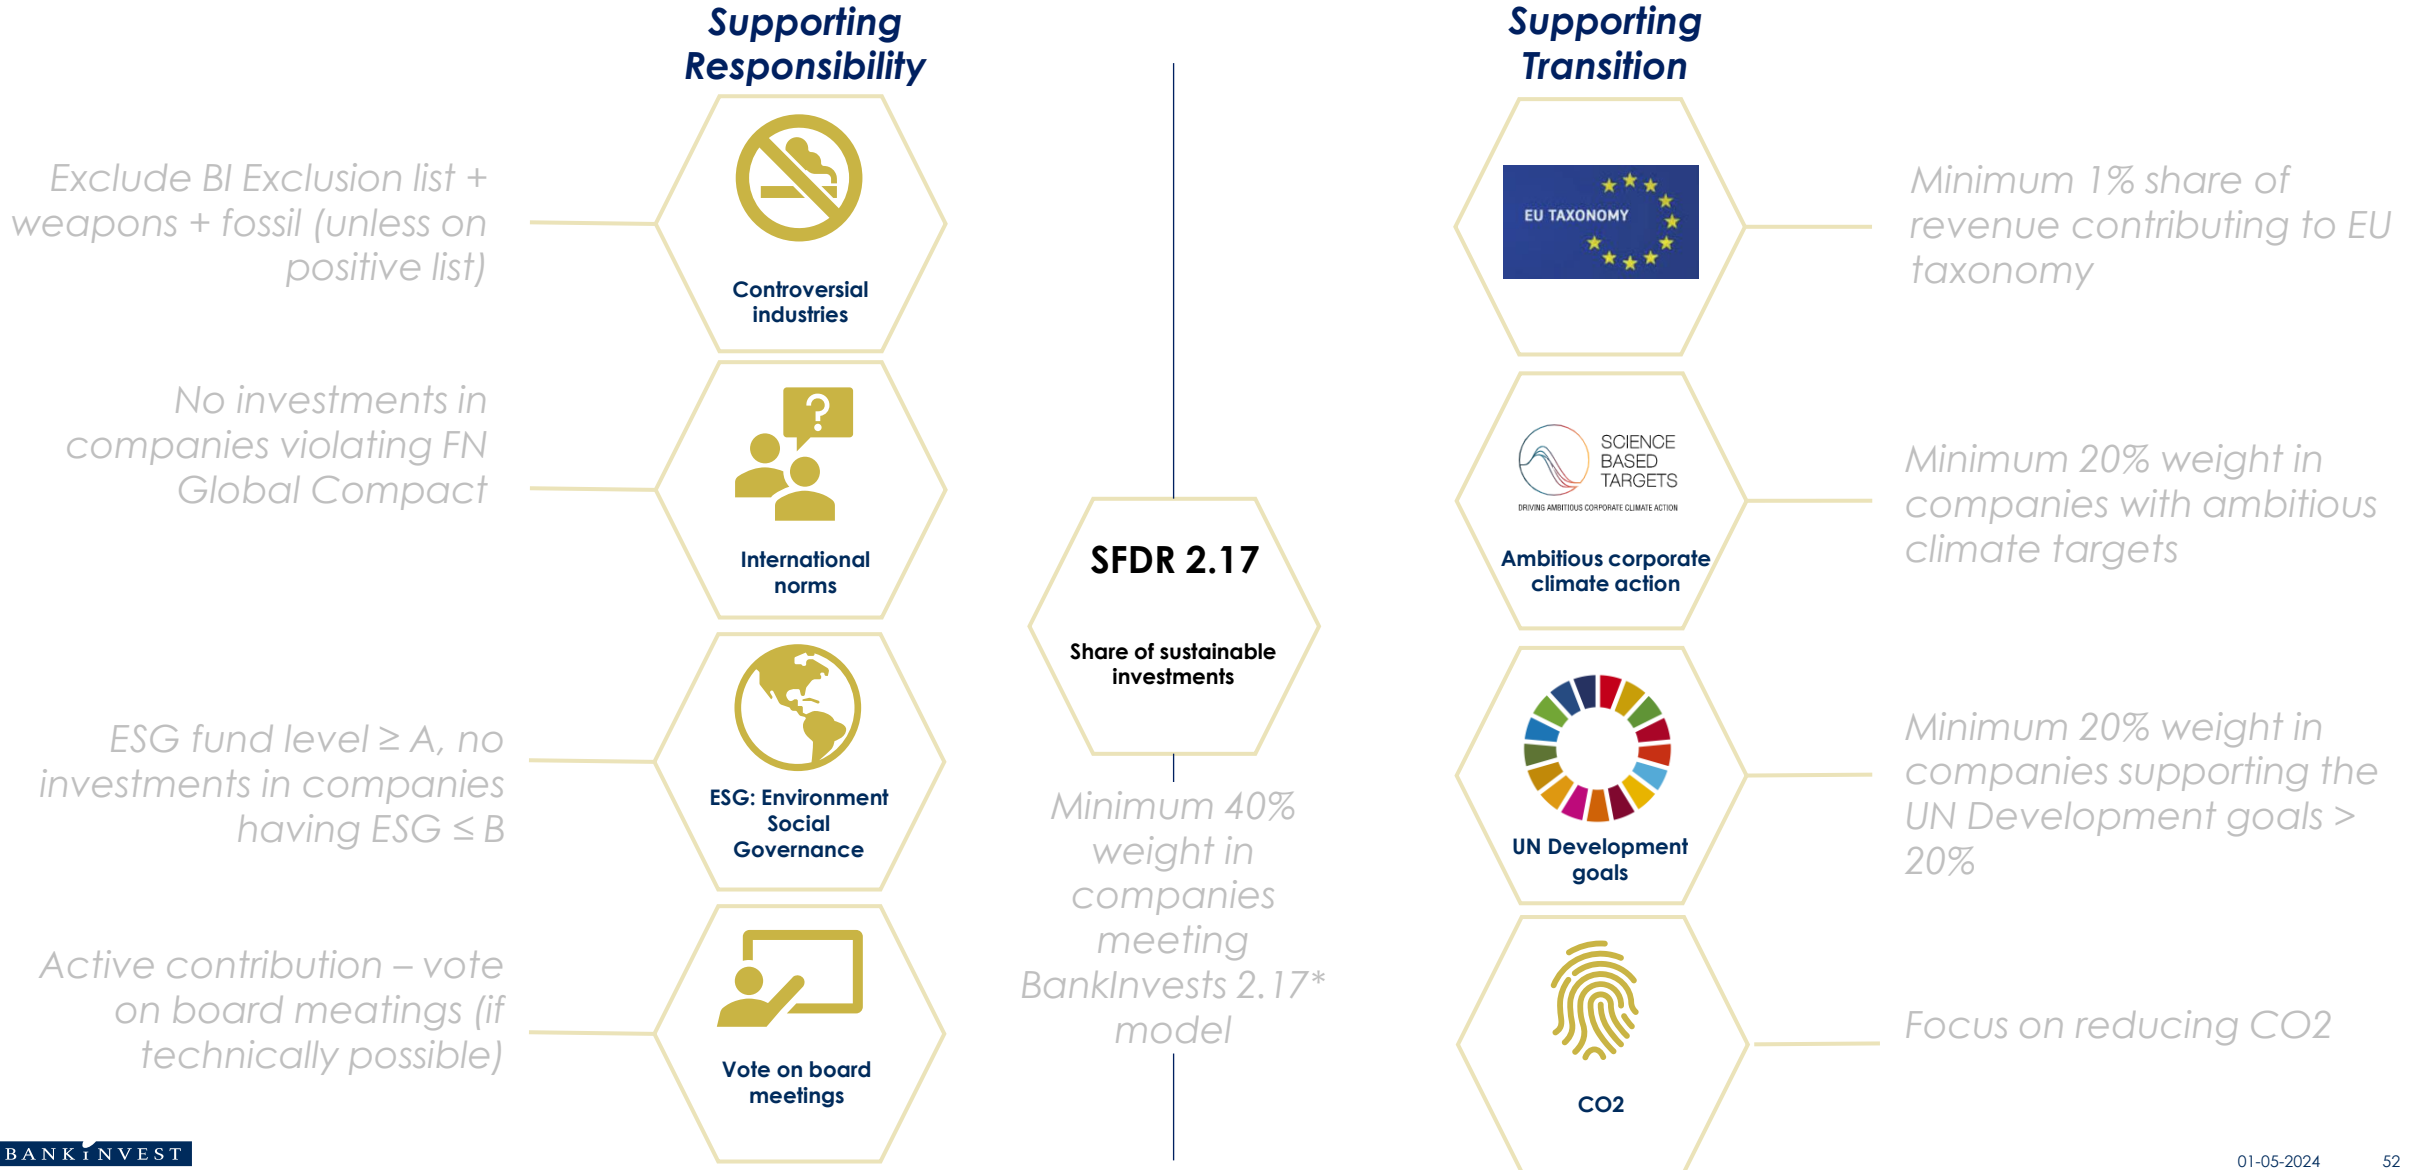 Supporting
Responsibility
Exclude BI Exclusion list +
weapons + fossil (unless on
positive list)
Controversial
industries
No investments in
companies violating FN
Global Compact
?
International
norms
ESG fund level ≥ A, no
investments in companies
having ESG ≤ B
ESG: Environment
Social
Governance
Active contribution – vote
on board meatings (if
technically possible)
Vote on board
meetings
SFDR 2.17
Share of sustainable
investments
Minimum 40%
weight in
companies
meeting
BankInvests 2.17*
model
Supporting
Transition
EU TAXONOMY
Minimum 1% share of
revenue contributing to EU
taxonomy
SCIENCE
BASED
TARGETS
DRIVING AMBITIOUS CORPORATE CLIMATE ACTION
Ambitious corporate
climate action
Minimum 20% weight in
companies with ambitious
climate targets
UN Development
goals
Minimum 20% weight in
companies supporting the
UN Development goals >
20%
CO2
Focus on reducing CO2
BANKINVEST
01-05-2024
52